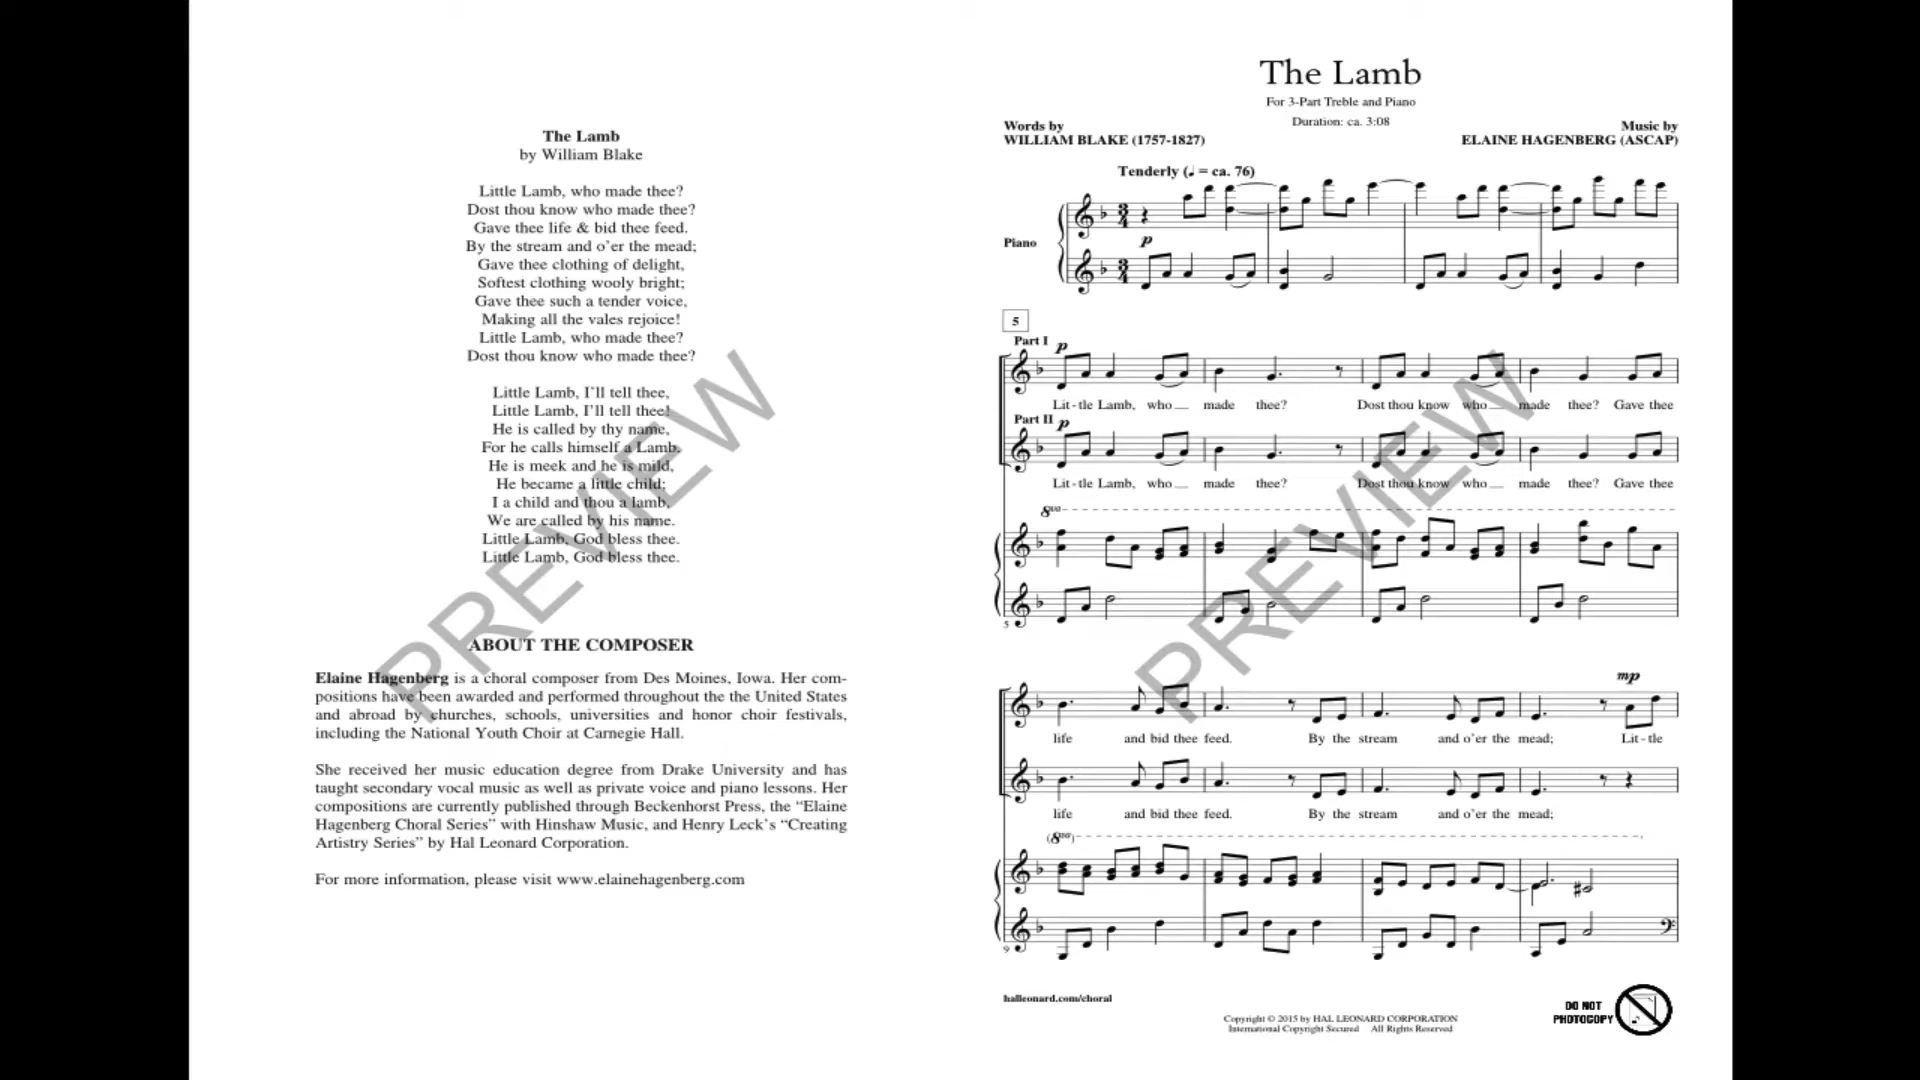 The Lamb
by William Blake
Little Lamb, who made thee?
Dost thou know who made thee?
Gave thee life & bid thee feed.
By the stream and o'er the mead;
Gave thee clothing of delight,
Softest clothing wooly bright;
Gave thee such a tender voice,
Making all the vales rejoice!
Little Lamb, who made thee?
Dost thou know who made thee?
Little Lamb, I'll tell thee,
Little Lamb, I'll tell thee!
He is called by thy name,
For he calls himself a Lamb.
He is meek and he is mild,
He became a little child;
I a child and thou a lamb,
We are called by his name.
Little Lamb, God bless thee.
Little Lamb, God bless thee.
PREVIEW
ABOUT THE COMPOSER
Elaine Hagenberg is a choral composer from Des Moines, Iowa. Her com-
positions have been awarded and performed throughout the the United States
and abroad by churches, schools, universities and honor choir festivals,
including the National Youth Choir at Carnegie Hall.
She received her music education degree from Drake University and has
taught secondary vocal music as well as private voice and piano lessons. Her
compositions are currently published through Beckenhorst Press, the “Elaine
Hagenberg Choral Series” with Hinshaw Music, and Henry Leck's “Creating
Artistry Series” by Hal Leonard Corporation.
For more information, please visit www.elainehagenberg.com
The Lamb
For 3-Part Treble and Piano
Duration: ca. 3:08
Words by
WILLIAM BLAKE (1757-1827)
Music by
ELAINE HAGENBERG (ASCAP)
Tenderly (♩ = ca. 76)
Piano
p
5
Part I
p
Lit - tle Lamb, who made thee? Dost thou know who made thee? Gave thee
Part II
p
Lit - tle Lamb, who made thee? Dost thou know who made thee? Gave thee
8va
5
PREVIEW
mp
life and bid thee feed. By the stream and o'er the mead; Lit - tle
life and bid thee feed. By the stream and o'er the mead;
(8va)
9
halleonard.com/choral
Copyright © 2015 by HAL LEONARD CORPORATION
International Copyright Secured All Rights Reserved
DO NOT
PHOTOCOPY